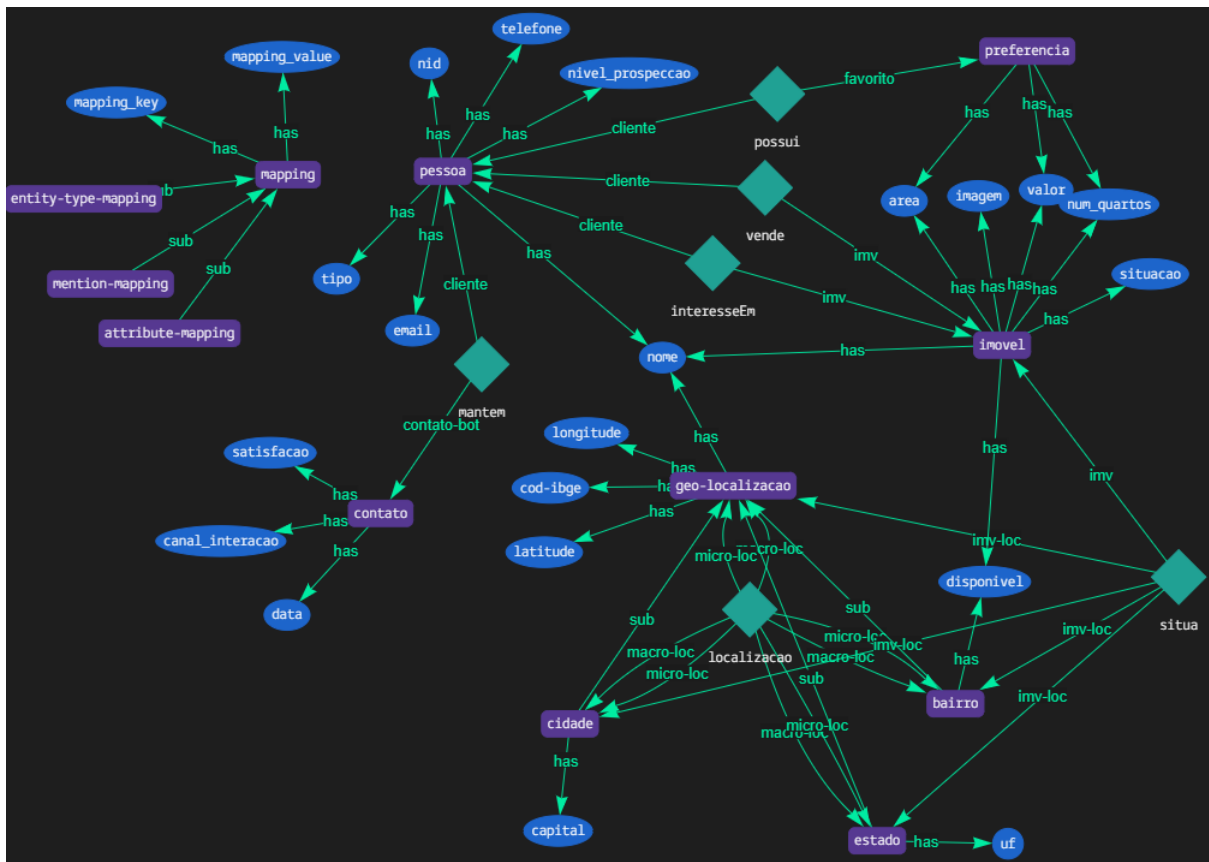 telefone
mapping_value
nid
nivel_prospeccao
preferencia
favorito
mapping_key
has
has
has
has
has
has
has
has
has
cliente
possui
mapping
pessoa
cliente
entity-type-mapping
sub
area
imagem
valor
num_quartos
vende
sub
has
has
cliente
has
imv
mention-mapping
sub
tipo
cliente
interesseEm
imv
has
has
has
has
situacao
attribute-mapping
email
has
imovel
nome
has
mantem
contato-bot
longitude
has
has
satisfacao
has
cod-ibge
has
geo-localizacao
imv
has
contato
has
has
canal_interacao
has
latitude
micro-loc
macro-loc
imv-loc
disponivel
data
sub
sub
situa
micro-loc
imv-loc
imv-loc
macro-loc
localizacao
macro-loc
has
micro-loc
sub
imv-loc
bairro
cidade
micro-loc
macro-loc
has
capital
estado
has
uf